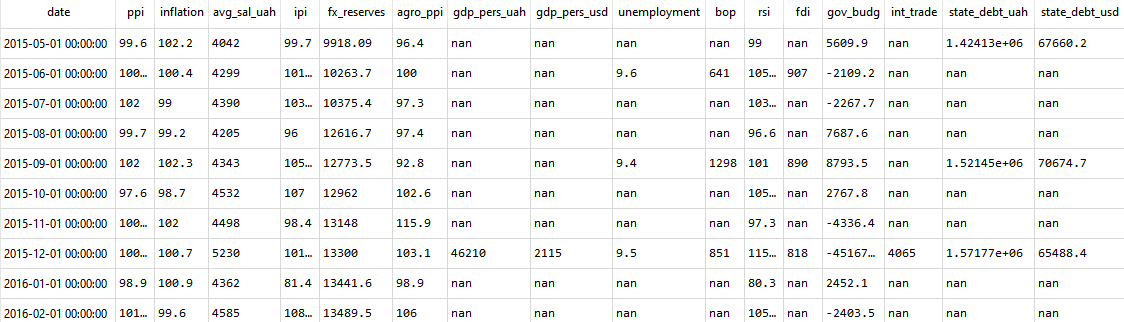 date ppi inflation avg_sal_uah ipi fx_reserves agro_ppi gdp_pers_uah gdp_pers_usd unemployment bop rsi fdi gov_budg int_trade state_debt_uah state_debt_usd
2015-05-01 00:00:00 99.6 102.2 4042 99.7 9918.09 96.4 nan nan nan nan 99 nan 5609.9 nan 1.42413e+06 67660.2
2015-06-01 00:00:00 100… 100.4 4299 101… 10263.7 100 nan nan 9.6 641 105… 907 -2109.2 nan nan nan
2015-07-01 00:00:00 102 99 4390 103… 10375.4 97.3 nan nan nan nan 103… nan -2267.7 nan nan nan
2015-08-01 00:00:00 99.7 99.2 4205 96 12616.7 97.4 nan nan nan nan 96.6 nan 7687.6 nan nan nan
2015-09-01 00:00:00 102 102.3 4343 105… 12773.5 92.8 nan nan 9.4 1298 101 890 8793.5 nan 1.52145e+06 70674.7
2015-10-01 00:00:00 97.6 98.7 4532 107 12962 102.6 nan nan nan nan 105… nan 2767.8 nan nan nan
2015-11-01 00:00:00 100… 102 4498 98.4 13148 115.9 nan nan nan nan 97.3 nan -4336.4 nan nan nan
2015-12-01 00:00:00 100… 100.7 5230 101… 13300 103.1 46210 2115 9.5 851 115… 818 -45167… 4065 1.57177e+06 65488.4
2016-01-01 00:00:00 98.9 100.9 4362 81.4 13441.6 98.9 nan nan nan nan 80.3 nan 2452.1 nan nan nan
2016-02-01 00:00:00 101… 99.6 4585 108… 13489.5 106 nan nan nan nan 105… nan -2403.5 nan nan nan